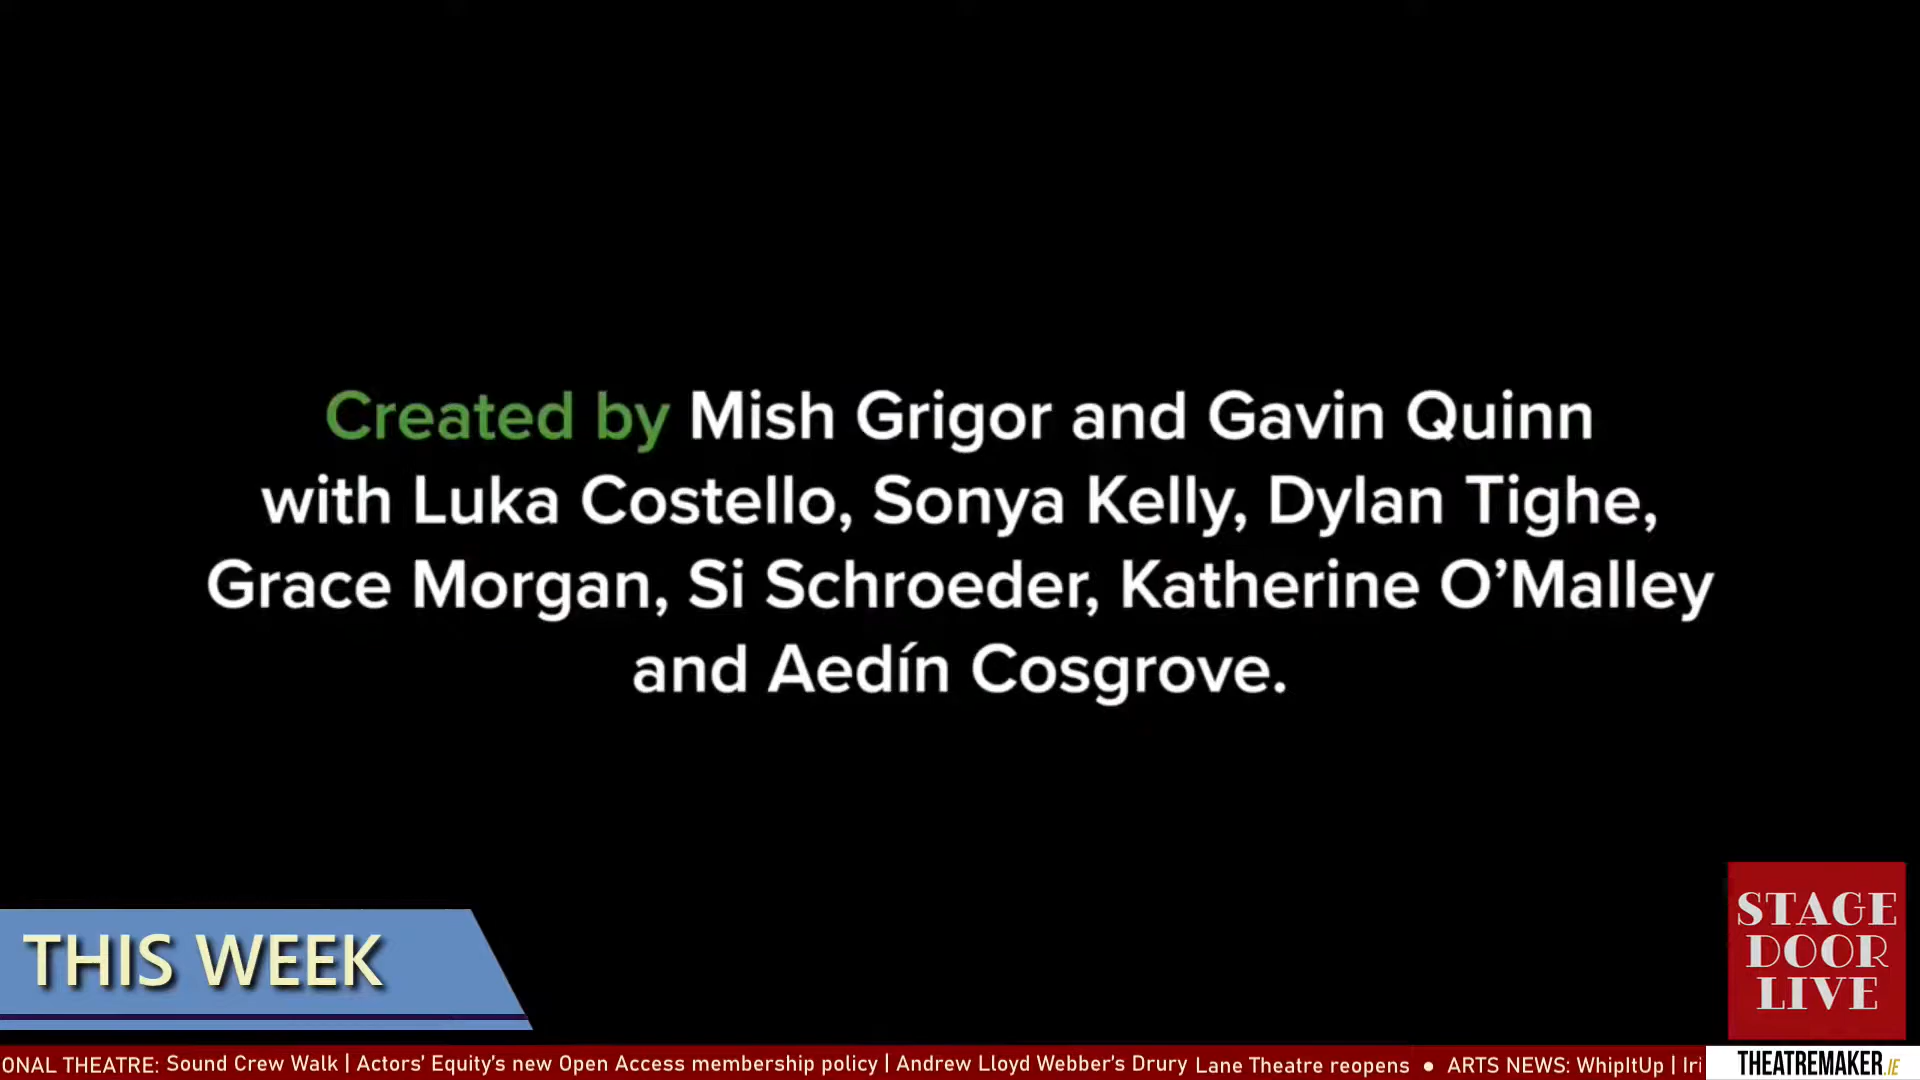 Created by Mish Grigor and Gavin Quinn
with Luka Costello, Sonya Kelly, Dylan Tighe,
Grace Morgan, Si Schroeder, Katherine O’Malley
and Aedín Cosgrove.
THIS WEEK
STAGE
DOOR
LIVE
ONAL THEATRE: Sound Crew Walk | Actors’ Equity’s new Open Access membership policy | Andrew Lloyd Webber’s Drury Lane Theatre reopens ● ARTS NEWS: WhipItUp | Iri
THEATREMAKER.IE